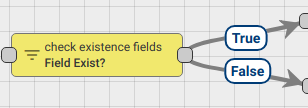 check existence fields
Field Exist?
True
False